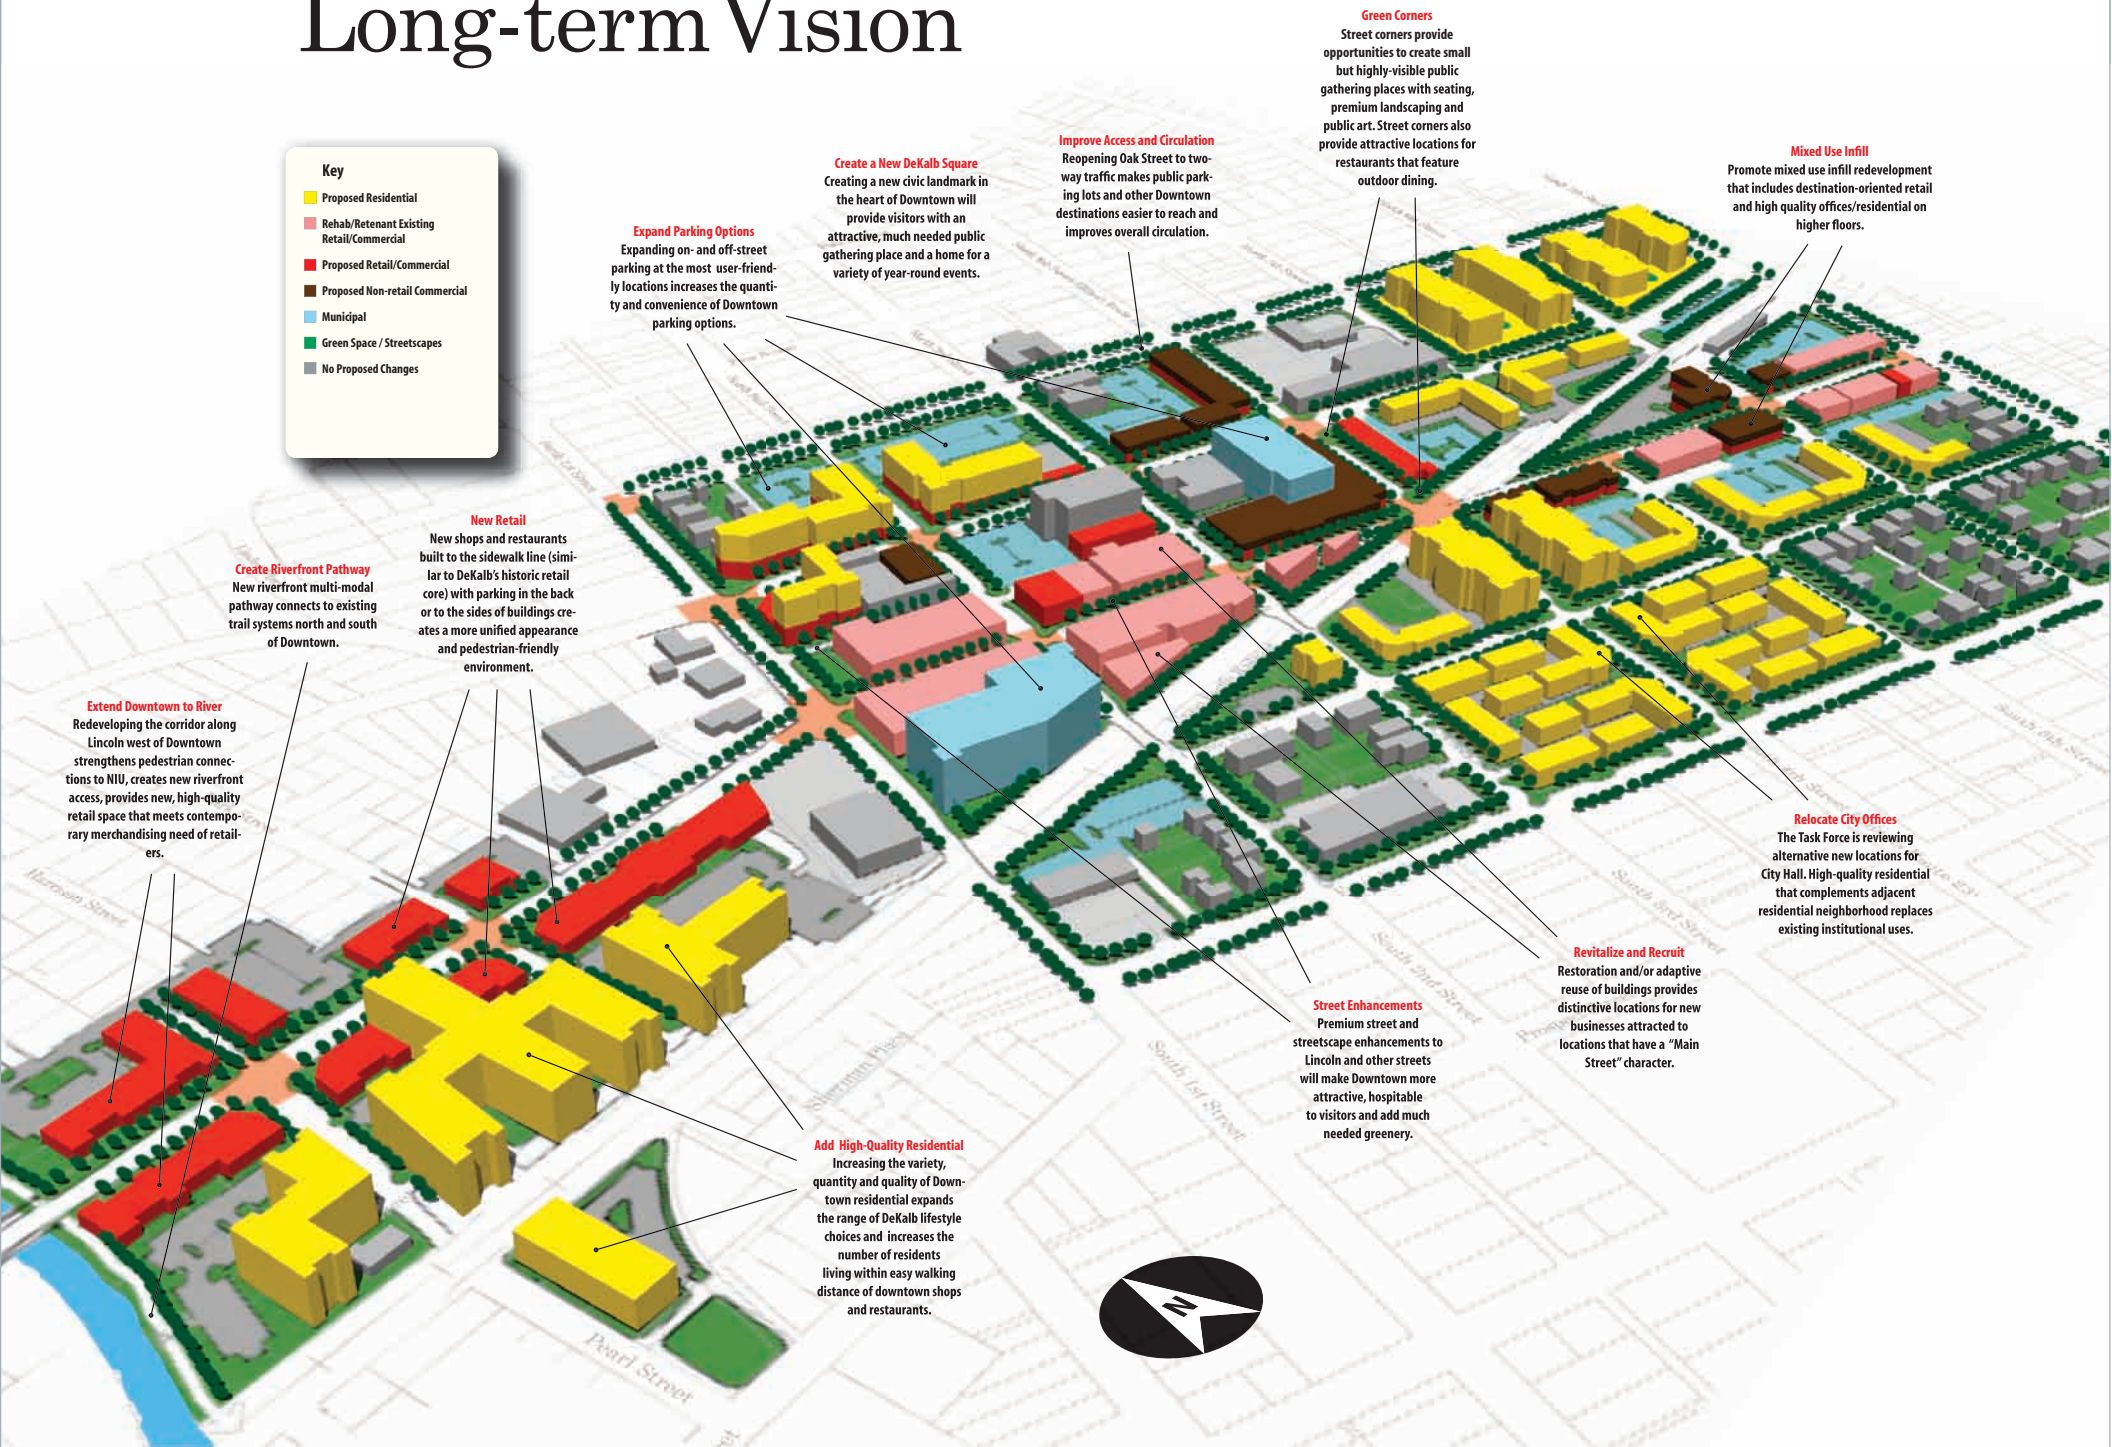 Long-term Vision
Key
Proposed Residential
Rehab/Retenant Existing
Retail/Commercial
Proposed Retail/Commercial
Proposed Non-retail Commercial
Municipal
Green Space / Streetscapes
No Proposed Changes
Green Corners
Street corners provide
opportunities to create small
but highly-visible public
gathering places with seating,
premium landscaping and
public art. Street corners also
provide attractive locations for
restaurants that feature
outdoor dining.
Improve Access and Circulation
Reopening Oak Street to two-
way traffic makes public park-
ing lots and other Downtown
destinations easier to reach and
improves overall circulation.
Create a New DeKalb Square
Creating a new civic landmark in
the heart of Downtown will
provide visitors with an
attractive, much needed public
gathering place and a home for a
variety of year-round events.
Mixed Use Infill
Promote mixed use infill redevelopment
that includes destination-oriented retail
and high quality offices/residential on
higher floors.
Expand Parking Options
Expanding on- and off-street
parking at the most user-friend-
ly locations increases the quanti-
ty and convenience of Downtown
parking options.
New Retail
New shops and restaurants
built to the sidewalk line (simi-
lar to DeKalb's historic retail
core) with parking in the back
or to the sides of buildings cre-
ates a more unified appearance
and pedestrian-friendly
environment.
Create Riverfront Pathway
New riverfront multi-modal
pathway connects to existing
trail systems north and south
of Downtown.
Extend Downtown to River
Redeveloping the corridor along
Lincoln west of Downtown
strengthens pedestrian connec-
tions to NIU, creates new riverfront
access, provides new, high-quality
retail space that meets contempo-
rary merchandising need of retail-
ers.
Relocate City Offices
The Task Force is reviewing
alternative new locations for
City Hall. High-quality residential
that complements adjacent
residential neighborhood replaces
existing institutional uses.
Revitalize and Recruit
Restoration and/or adaptive
reuse of buildings provides
distinctive locations for new
businesses attracted to
locations that have a "Main
Street" character.
Street Enhancements
Premium street and
streetscape enhancements to
Lincoln and other streets
will make Downtown more
attractive, hospitable
to visitors and add much
needed greenery.
Add High-Quality Residential
Increasing the variety,
quantity and quality of Down-
town residential expands
the range of DeKalb lifestyle
choices and increases the
number of residents
living within easy walking
distance of downtown shops
and restaurants.
Harrison Street
South 3rd Street
South 2nd Street
South 1st Street
Pearl Street
N